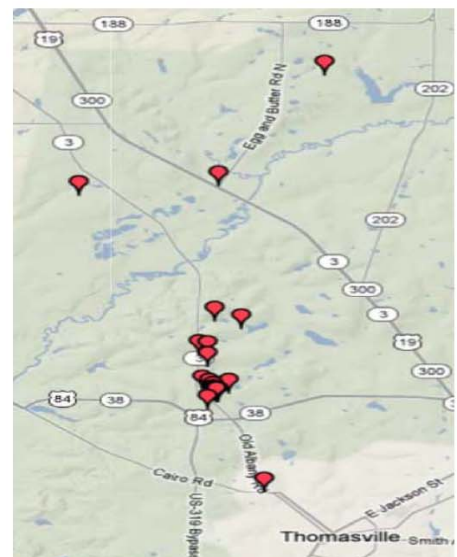 188
188
19
300
Egg and Butter Rd N
202
3
202
3
300
3
19
300
84
38
38
84
Old Albany
Cairo Rd
US-319 Bypass
E Jackson St
Thomasville
Smith A